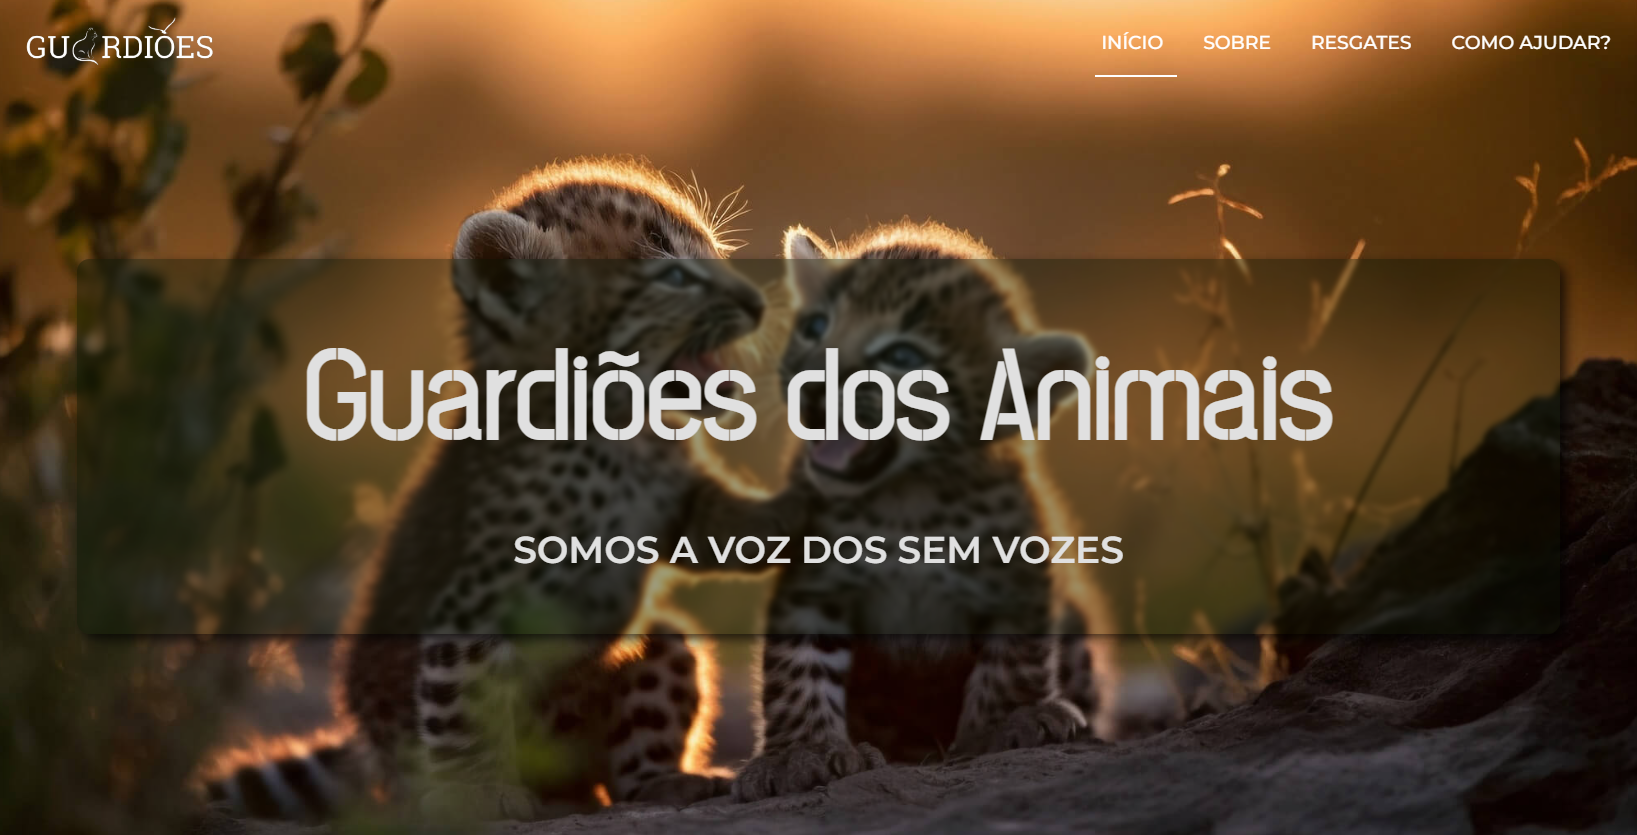 GUARDIÕES
INÍCIO SOBRE RESGATES COMO AJUDAR?
Guardiões dos Animais
SOMOS A VOZ DOS SEM VOZES